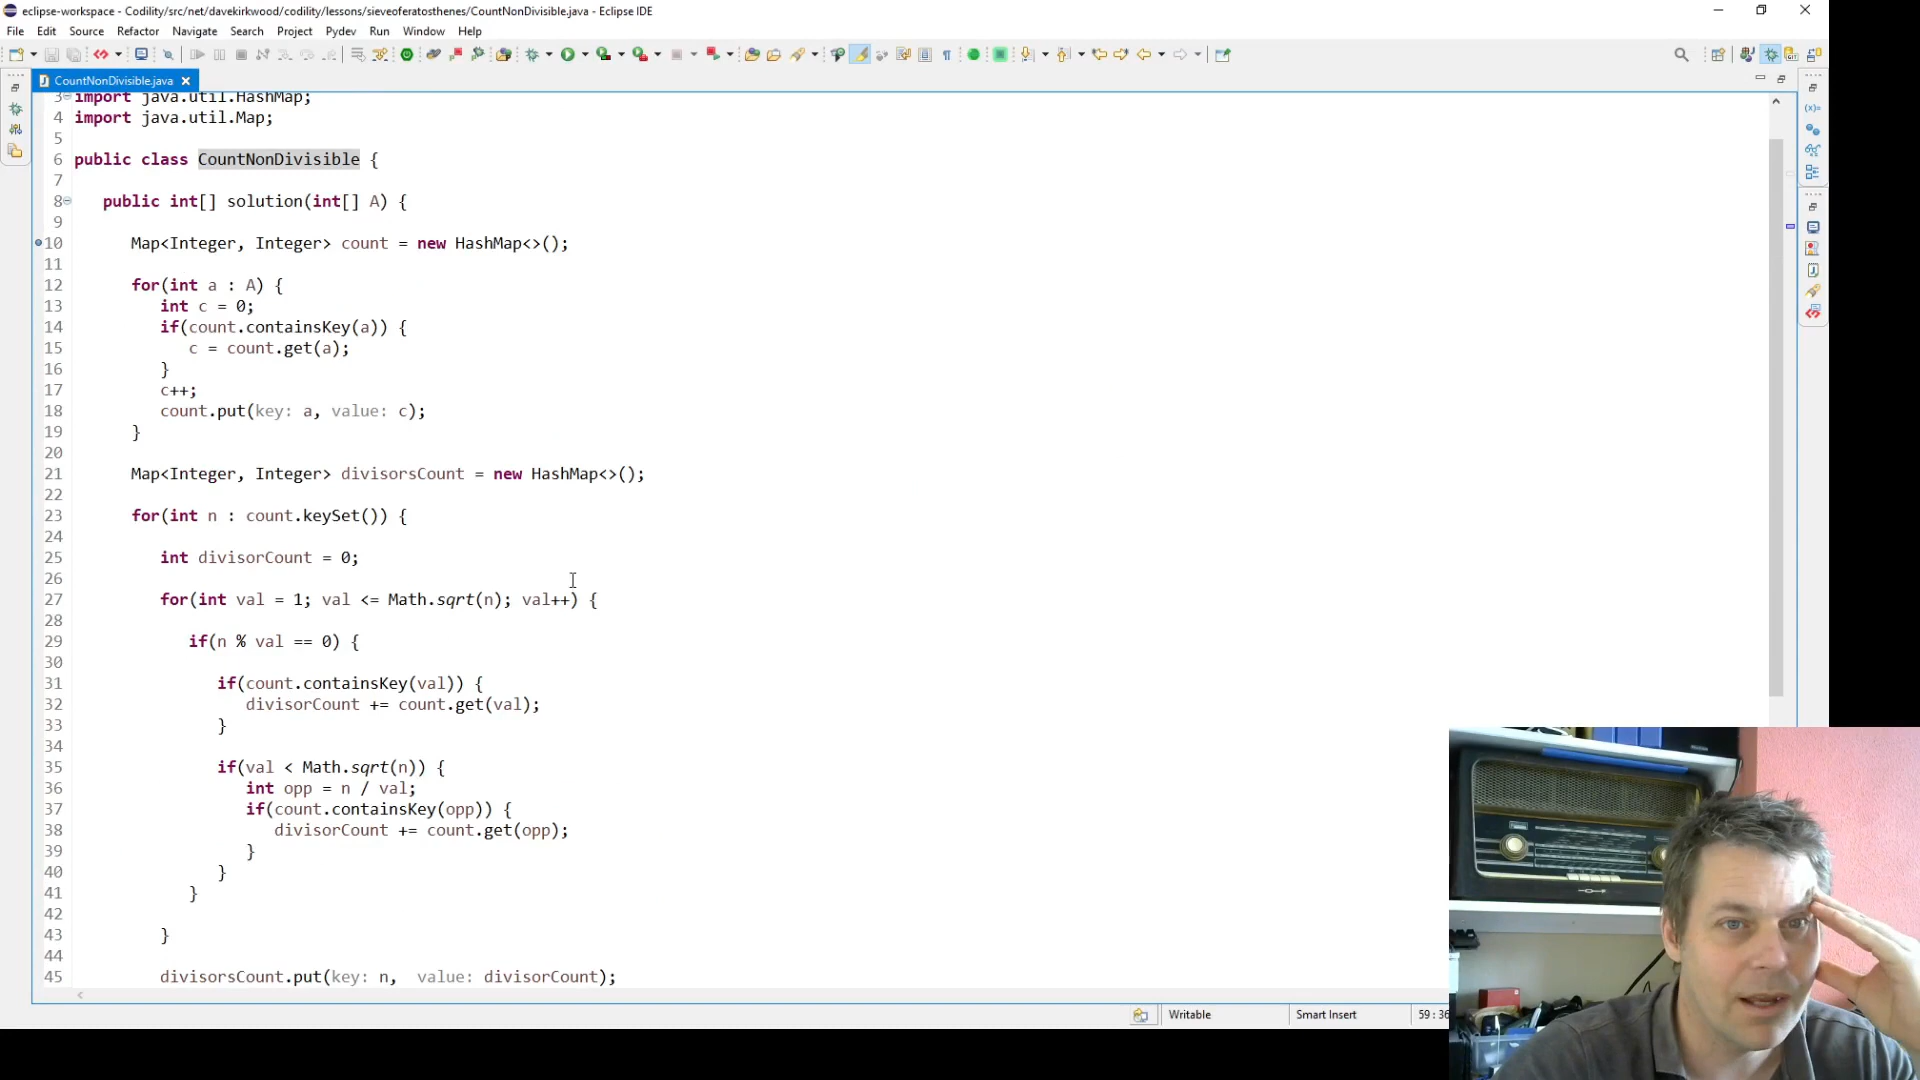 eclipse-workspace - Codility/src/net/davekirkwood/codility/lessons/sieveoferatosthenes/CountNonDivisible.java - Eclipse IDE
File Edit Source Refactor Navigate Search Project Pydev Run Window Help
CountNonDivisible.java
3 import java.util.HashMap;
4 import java.util.Map;
5
6 public class CountNonDivisible {
7
8 public int[] solution(int[] A) {
9
10 Map<Integer, Integer> count = new HashMap<>();
11
12 for(int a : A) {
13 int c = 0;
14 if(count.containsKey(a)) {
15 c = count.get(a);
16 }
17 c++;
18 count.put(key: a, value: c);
19 }
20
21 Map<Integer, Integer> divisorsCount = new HashMap<>();
22
23 for(int n : count.keySet()) {
24
25 int divisorCount = 0;
26
27 for(int val = 1; val <= Math.sqrt(n); val++) {
28
29 if(n % val == 0) {
30
31 if(count.containsKey(val)) {
32 divisorCount += count.get(val);
33 }
34
35 if(val < Math.sqrt(n)) {
36 int opp = n / val;
37 if(count.containsKey(opp)) {
38 divisorCount += count.get(opp);
39 }
40 }
41 }
42
43 }
44
45 divisorsCount.put(key: n, value: divisorCount);
Writable Smart Insert 59 : 36